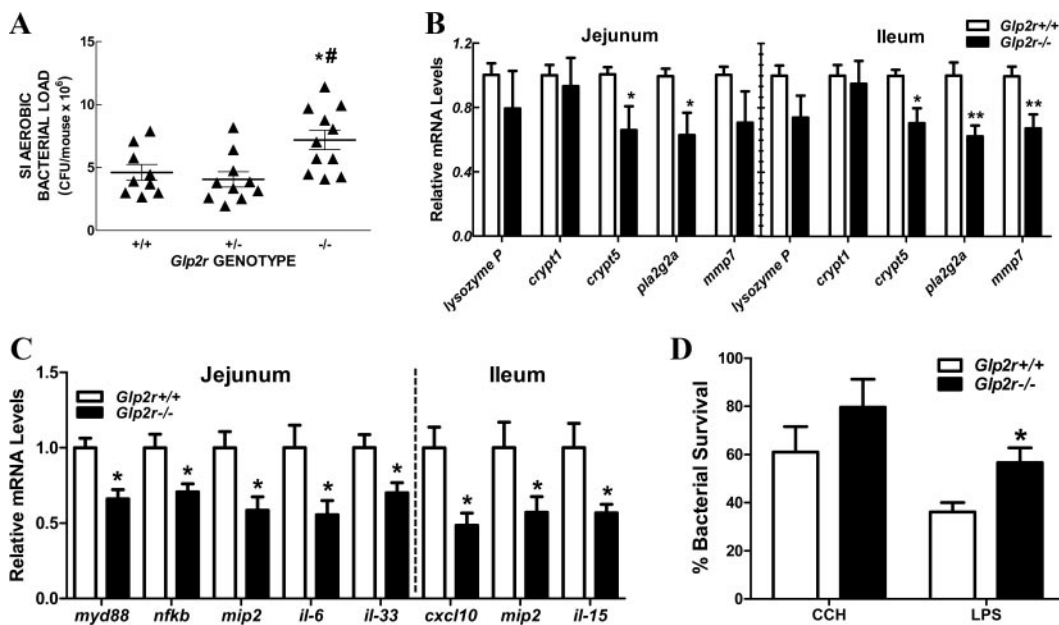 A
SI AEROBIC
BACTERIAL LOAD
(CFU/mouse x 10⁶)
15
10
5
0
*#
+/+
+/-
-/-
Glp2r GENOTYPE
B
Relative mRNA Levels
1.2
0.8
0.4
0.0
Jejunum
Ileum
Glp2r+/+
Glp2r-/-
*
*
*
**
**
lysozyme P
crypt1
crypt5
pla2g2a
mmp7
lysozyme P
crypt1
crypt5
pla2g2a
mmp7
C
Relative mRNA Levels
1.5
1.0
0.5
0.0
Jejunum
Ileum
Glp2r+/+
Glp2r-/-
*
*
*
*
*
*
*
*
myd88
nfkb
mip2
il-6
il-33
cxcl10
mip2
il-15
D
% Bacterial Survival
100
80
60
40
20
0
Glp2r+/+
Glp2r-/-
*
CCH
LPS